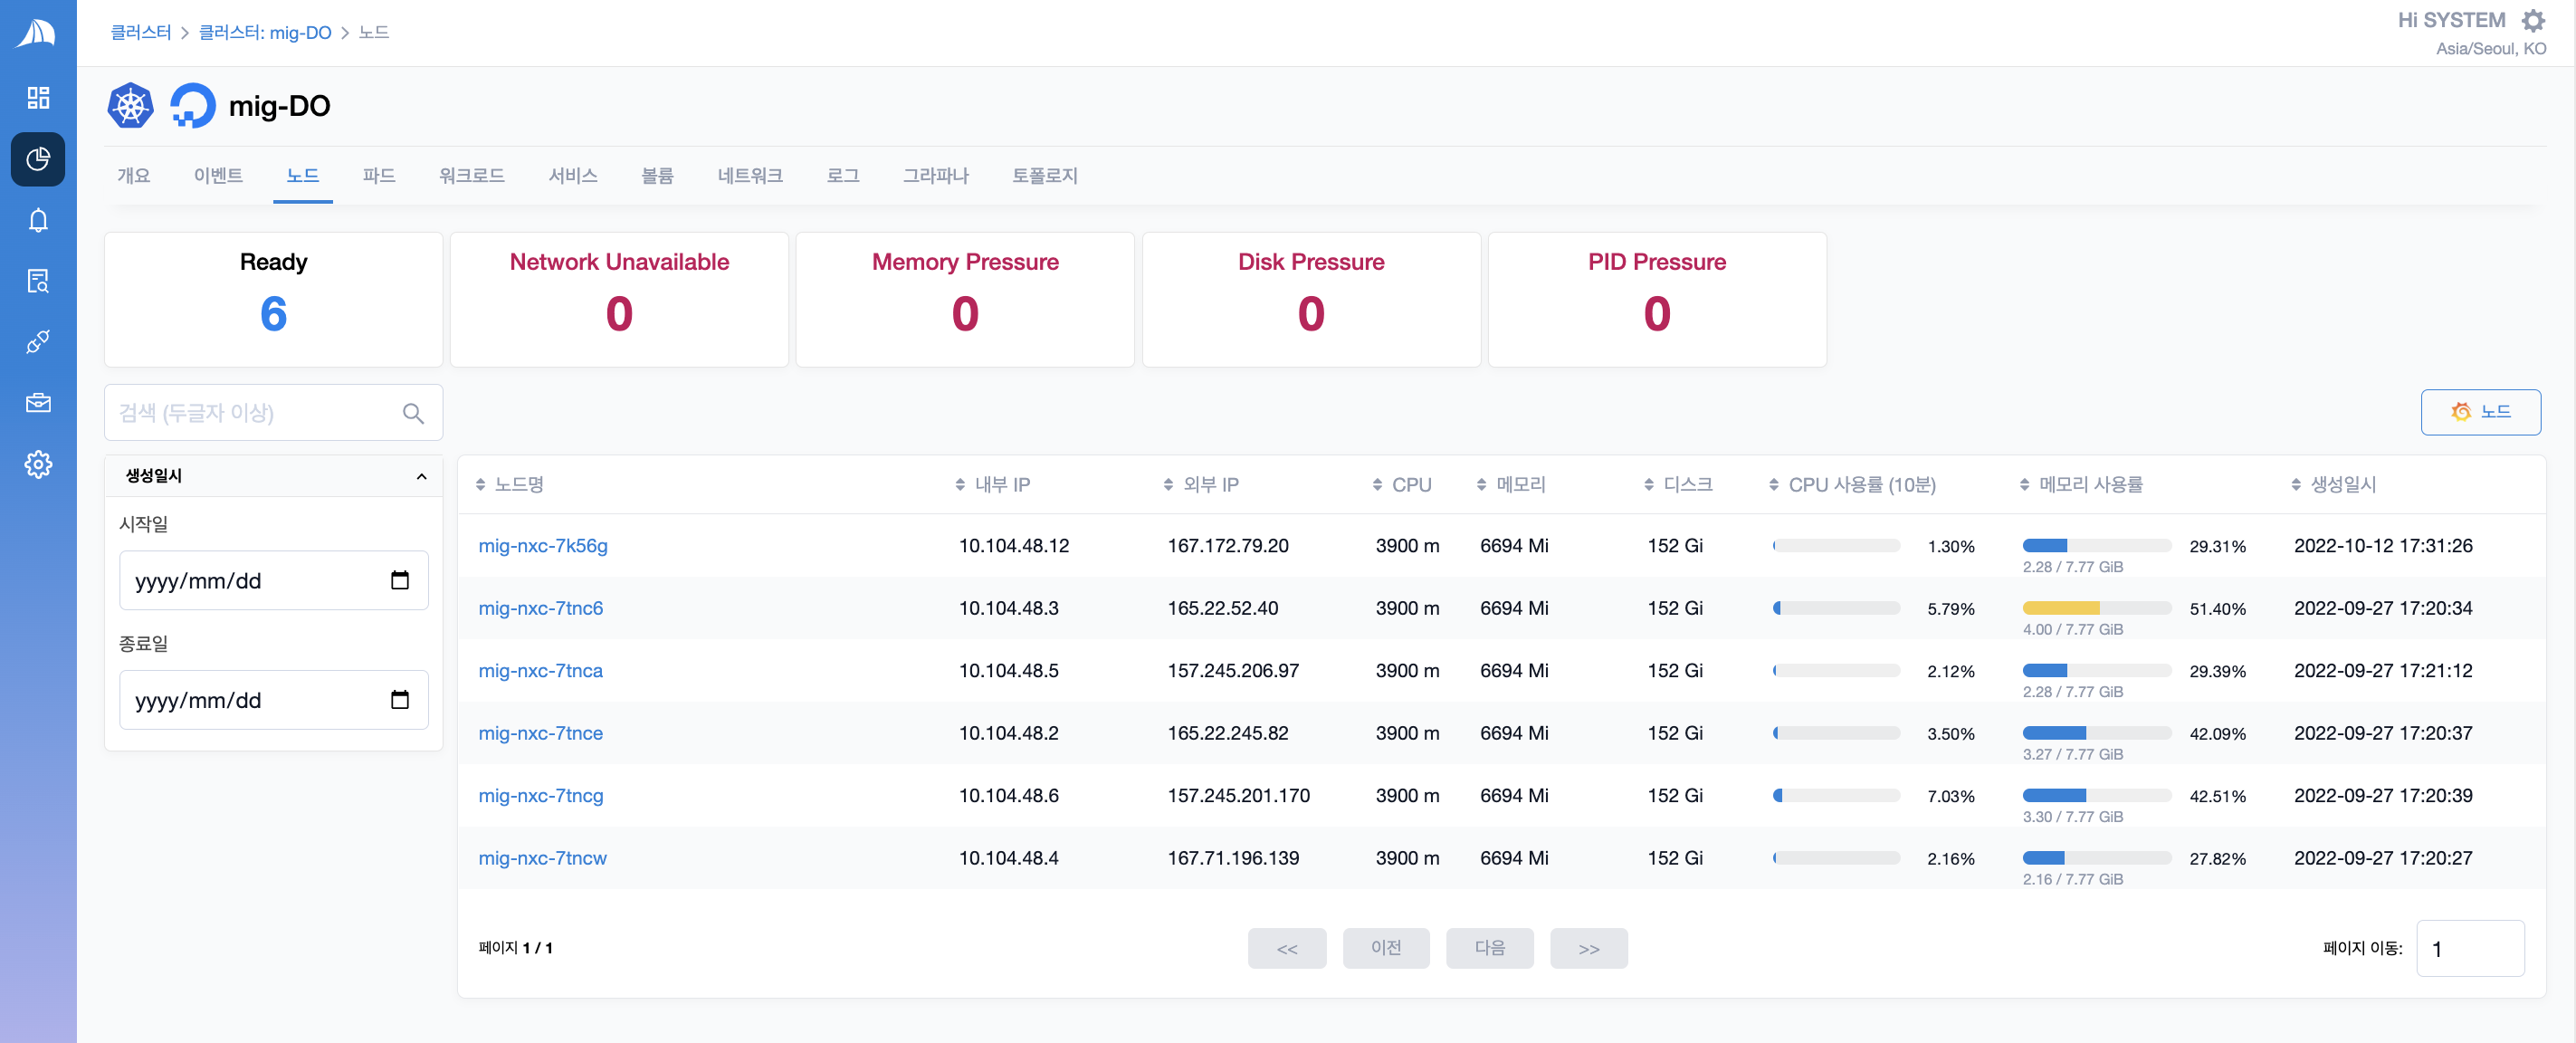 클러스터 > 클러스터: mig-DO > 노드
Hi SYSTEM
Asia/Seoul, KO
mig-DO
개요 이벤트 노드 파드 워크로드 서비스 볼륨 네트워크 로그 그라파나 토폴로지
Ready Network Unavailable Memory Pressure Disk Pressure PID Pressure
6 0 0 0 0
검색 (두글자 이상)
노드
생성일시
시작일
yyyy/mm/dd
종료일
yyyy/mm/dd
노드명 내부 IP 외부 IP CPU 메모리 디스크 CPU 사용률 (10분) 메모리 사용률 생성일시
mig-nxc-7k56g 10.104.48.12 167.172.79.20 3900 m 6694 Mi 152 Gi 1.30% 29.31% 2022-10-12 17:31:26
2.28 / 7.77 GiB
mig-nxc-7tnc6 10.104.48.3 165.22.52.40 3900 m 6694 Mi 152 Gi 5.79% 51.40% 2022-09-27 17:20:34
4.00 / 7.77 GiB
mig-nxc-7tnca 10.104.48.5 157.245.206.97 3900 m 6694 Mi 152 Gi 2.12% 29.39% 2022-09-27 17:21:12
2.28 / 7.77 GiB
mig-nxc-7tnce 10.104.48.2 165.22.245.82 3900 m 6694 Mi 152 Gi 3.50% 42.09% 2022-09-27 17:20:37
3.27 / 7.77 GiB
mig-nxc-7tncg 10.104.48.6 157.245.201.170 3900 m 6694 Mi 152 Gi 7.03% 42.51% 2022-09-27 17:20:39
3.30 / 7.77 GiB
mig-nxc-7tncw 10.104.48.4 167.71.196.139 3900 m 6694 Mi 152 Gi 2.16% 27.82% 2022-09-27 17:20:27
2.16 / 7.77 GiB
페이지 1 / 1 << 이전 다음 >> 페이지 이동: 1